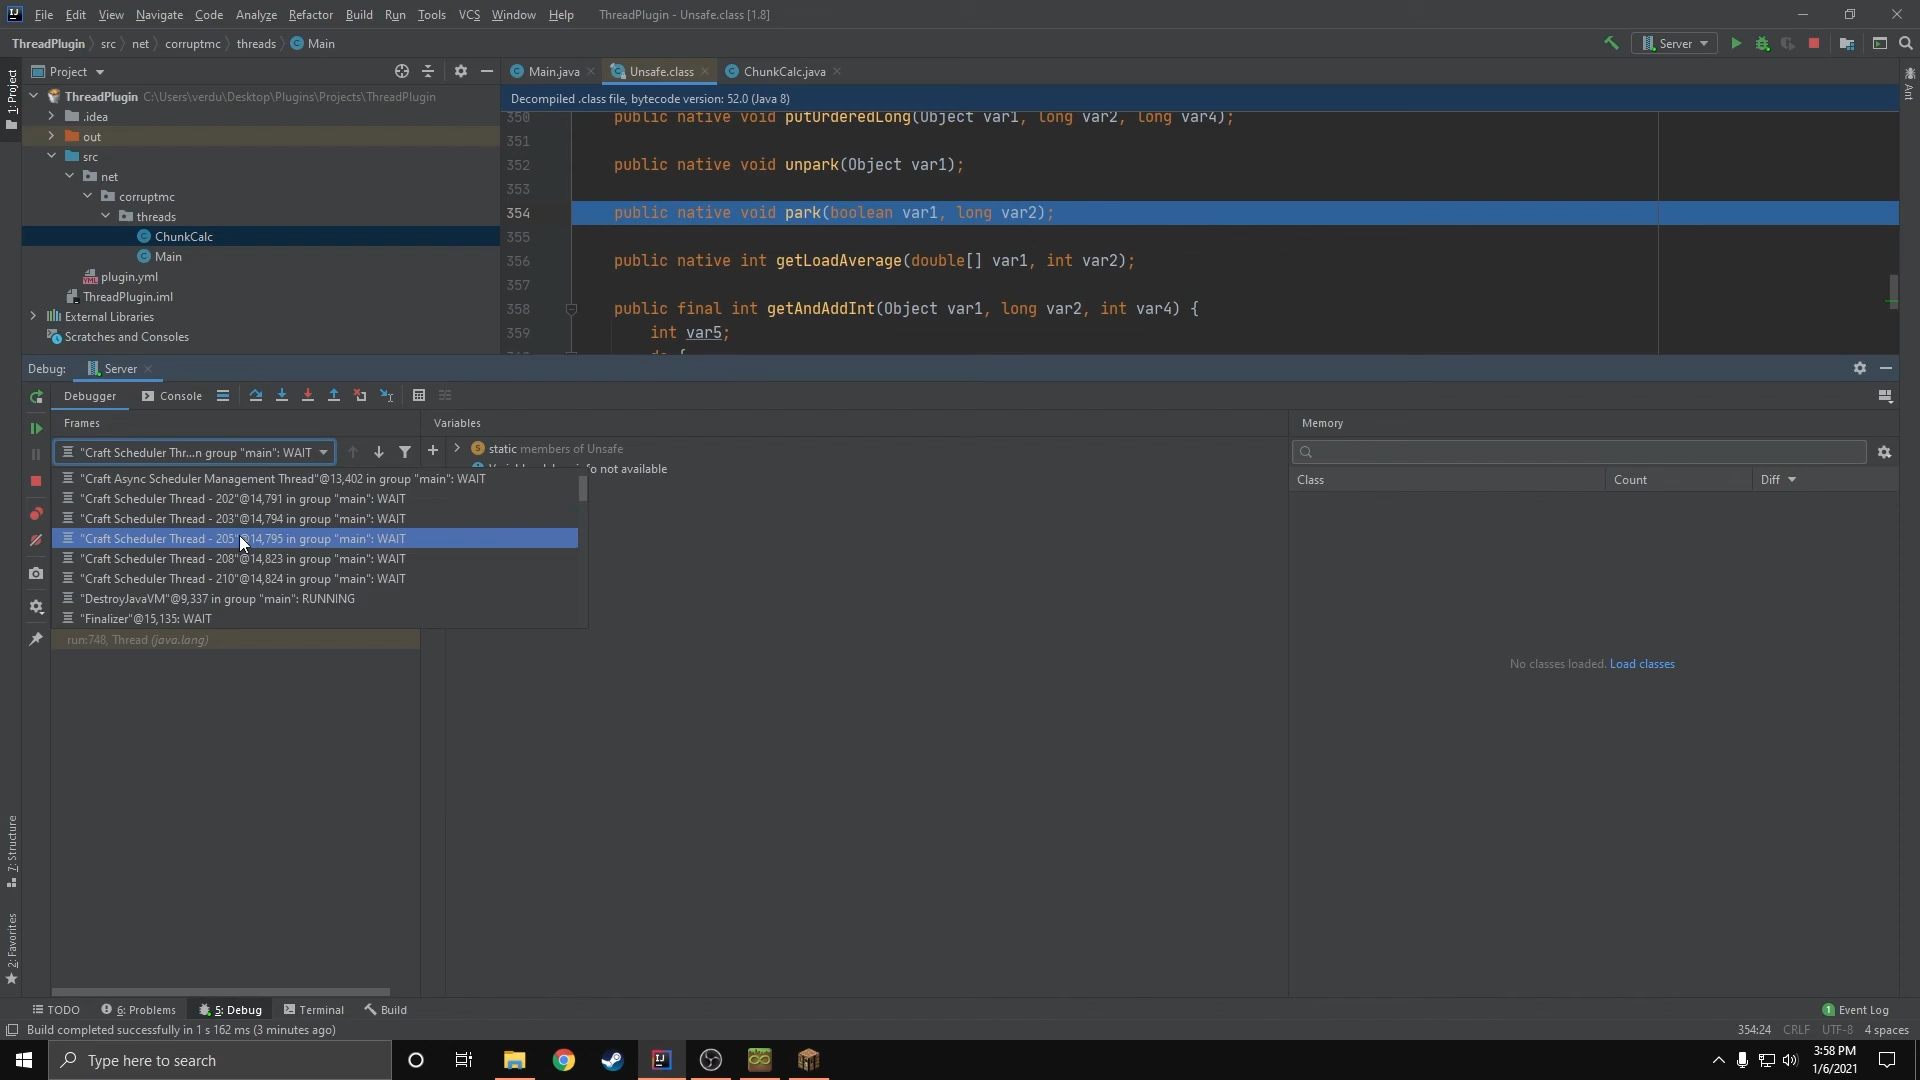 File Edit View Navigate Code Analyze Refactor Build Run Tools VCS Window Help ThreadPlugin - Unsafe.class [1.8]
ThreadPlugin src net corruptmc threads Main
Server
1: Project
Project
Main.java Unsafe.class ChunkCalc.java
Ant
ThreadPlugin C:\Users\verdu\Desktop\Plugins\Projects\ThreadPlugin
.idea
out
src
net
corruptmc
threads
ChunkCalc
Main
plugin.yml
ThreadPlugin.iml
External Libraries
Scratches and Consoles
Decompiled .class file, bytecode version: 52.0 (Java 8)
350 public native void putOrderedLong(Object var1, long var2, long var4);
351
352 public native void unpark(Object var1);
353
354 public native void park(boolean var1, long var2);
355
356 public native int getLoadAverage(double[] var1, int var2);
357
358 public final int getAndAddInt(Object var1, long var2, int var4) {
359 int var5;
do {
Debug: Server
Debugger Console
Frames
Variables
Memory
"Craft Scheduler Thr...n group "main": WAIT
static members of Unsafe
"Craft Async Scheduler Management Thread"@13,402 in group "main": WAIT
"Craft Scheduler Thread - 202"@14,791 in group "main": WAIT
"Craft Scheduler Thread - 203"@14,794 in group "main": WAIT
"Craft Scheduler Thread - 205"@14,795 in group "main": WAIT
"Craft Scheduler Thread - 208"@14,823 in group "main": WAIT
"Craft Scheduler Thread - 210"@14,824 in group "main": WAIT
"DestroyJavaVM"@9,337 in group "main": RUNNING
"Finalizer"@15,135: WAIT
run:748, Thread (java.lang)
not available
Class Count Diff
No classes loaded. Load classes
7: Structure
2: Favorites
TODO 6: Problems 5: Debug Terminal Build
1 Event Log
Build completed successfully in 1 s 162 ms (3 minutes ago)
354:24 CRLF UTF-8 4 spaces
Type here to search
3:58 PM
1/6/2021